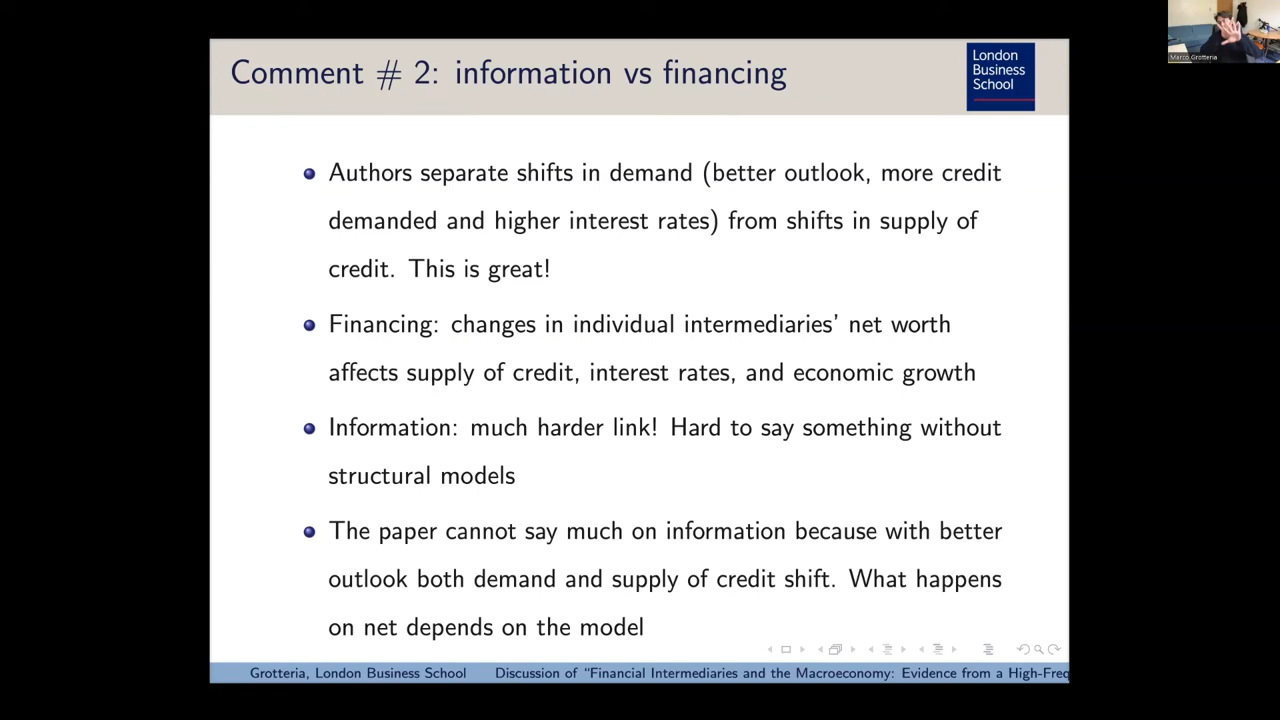 Comment # 2: information vs financing
London
Business
School
Marco Grotteria
Authors separate shifts in demand (better outlook, more credit
demanded and higher interest rates) from shifts in supply of
credit. This is great!
Financing: changes in individual intermediaries' net worth
affects supply of credit, interest rates, and economic growth
Information: much harder link! Hard to say something without
structural models
The paper cannot say much on information because with better
outlook both demand and supply of credit shift. What happens
on net depends on the model
Grotteria, London Business School
Discussion of "Financial Intermediaries and the Macroeconomy: Evidence from a High-Freq